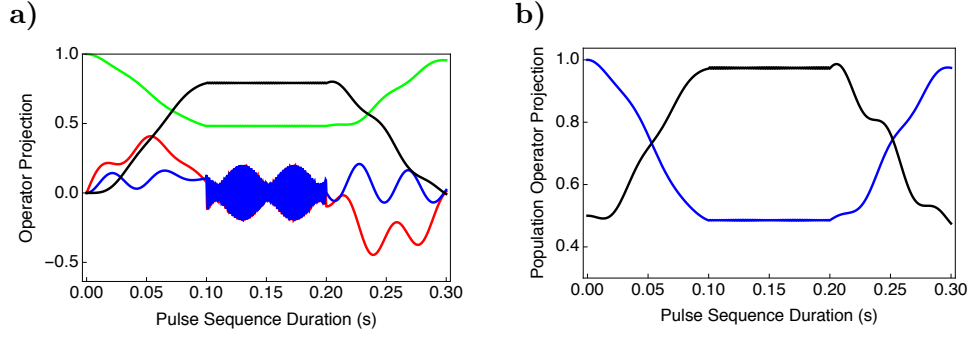 a)
Operator Projection
1.0
0.5
0.0
−0.5
0.00 0.05 0.10 0.15 0.20 0.25 0.30
Pulse Sequence Duration (s)
b)
Population Operator Projection
1.0
0.8
0.6
0.4
0.00 0.05 0.10 0.15 0.20 0.25 0.30
Pulse Sequence Duration (s)